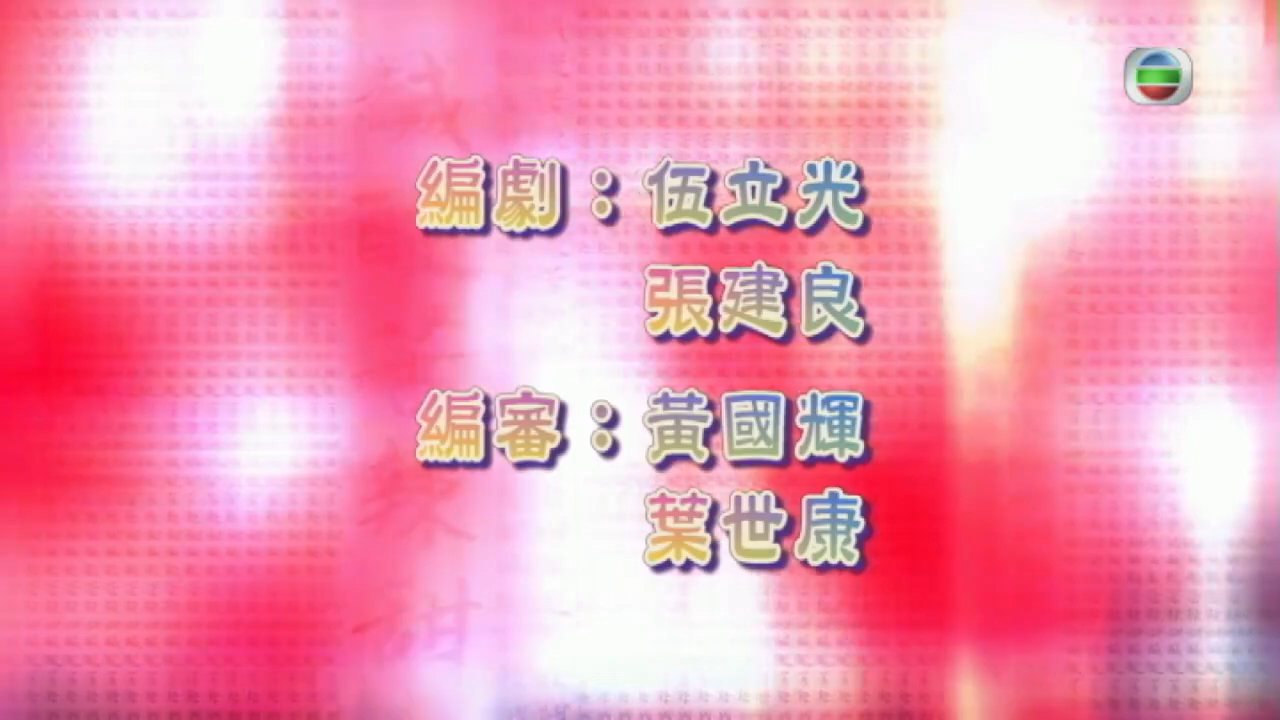 編劇：伍立光
張建良
編審：黃國輝
葉世康